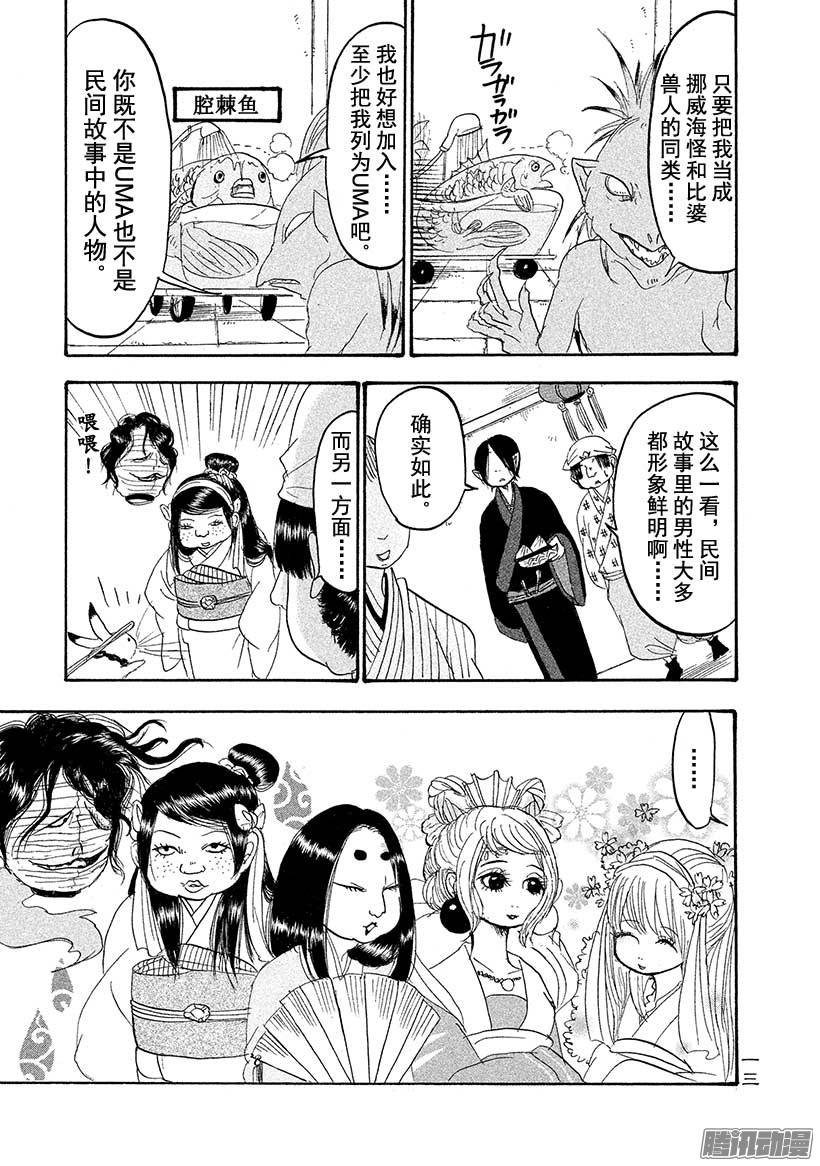 只要把我当成
挪威海怪和比婆
兽人的同类……
ガラガラガラ
我也好想加入……
至少把我列为UMA吧。
腔棘鱼
你既不是UMA也不是
民间故事中的人物。
这么一看，民间
故事里的男性大多
都形象鲜明啊……
确实如此。
而另一方面……
喂喂！
……
一三
腾讯动漫